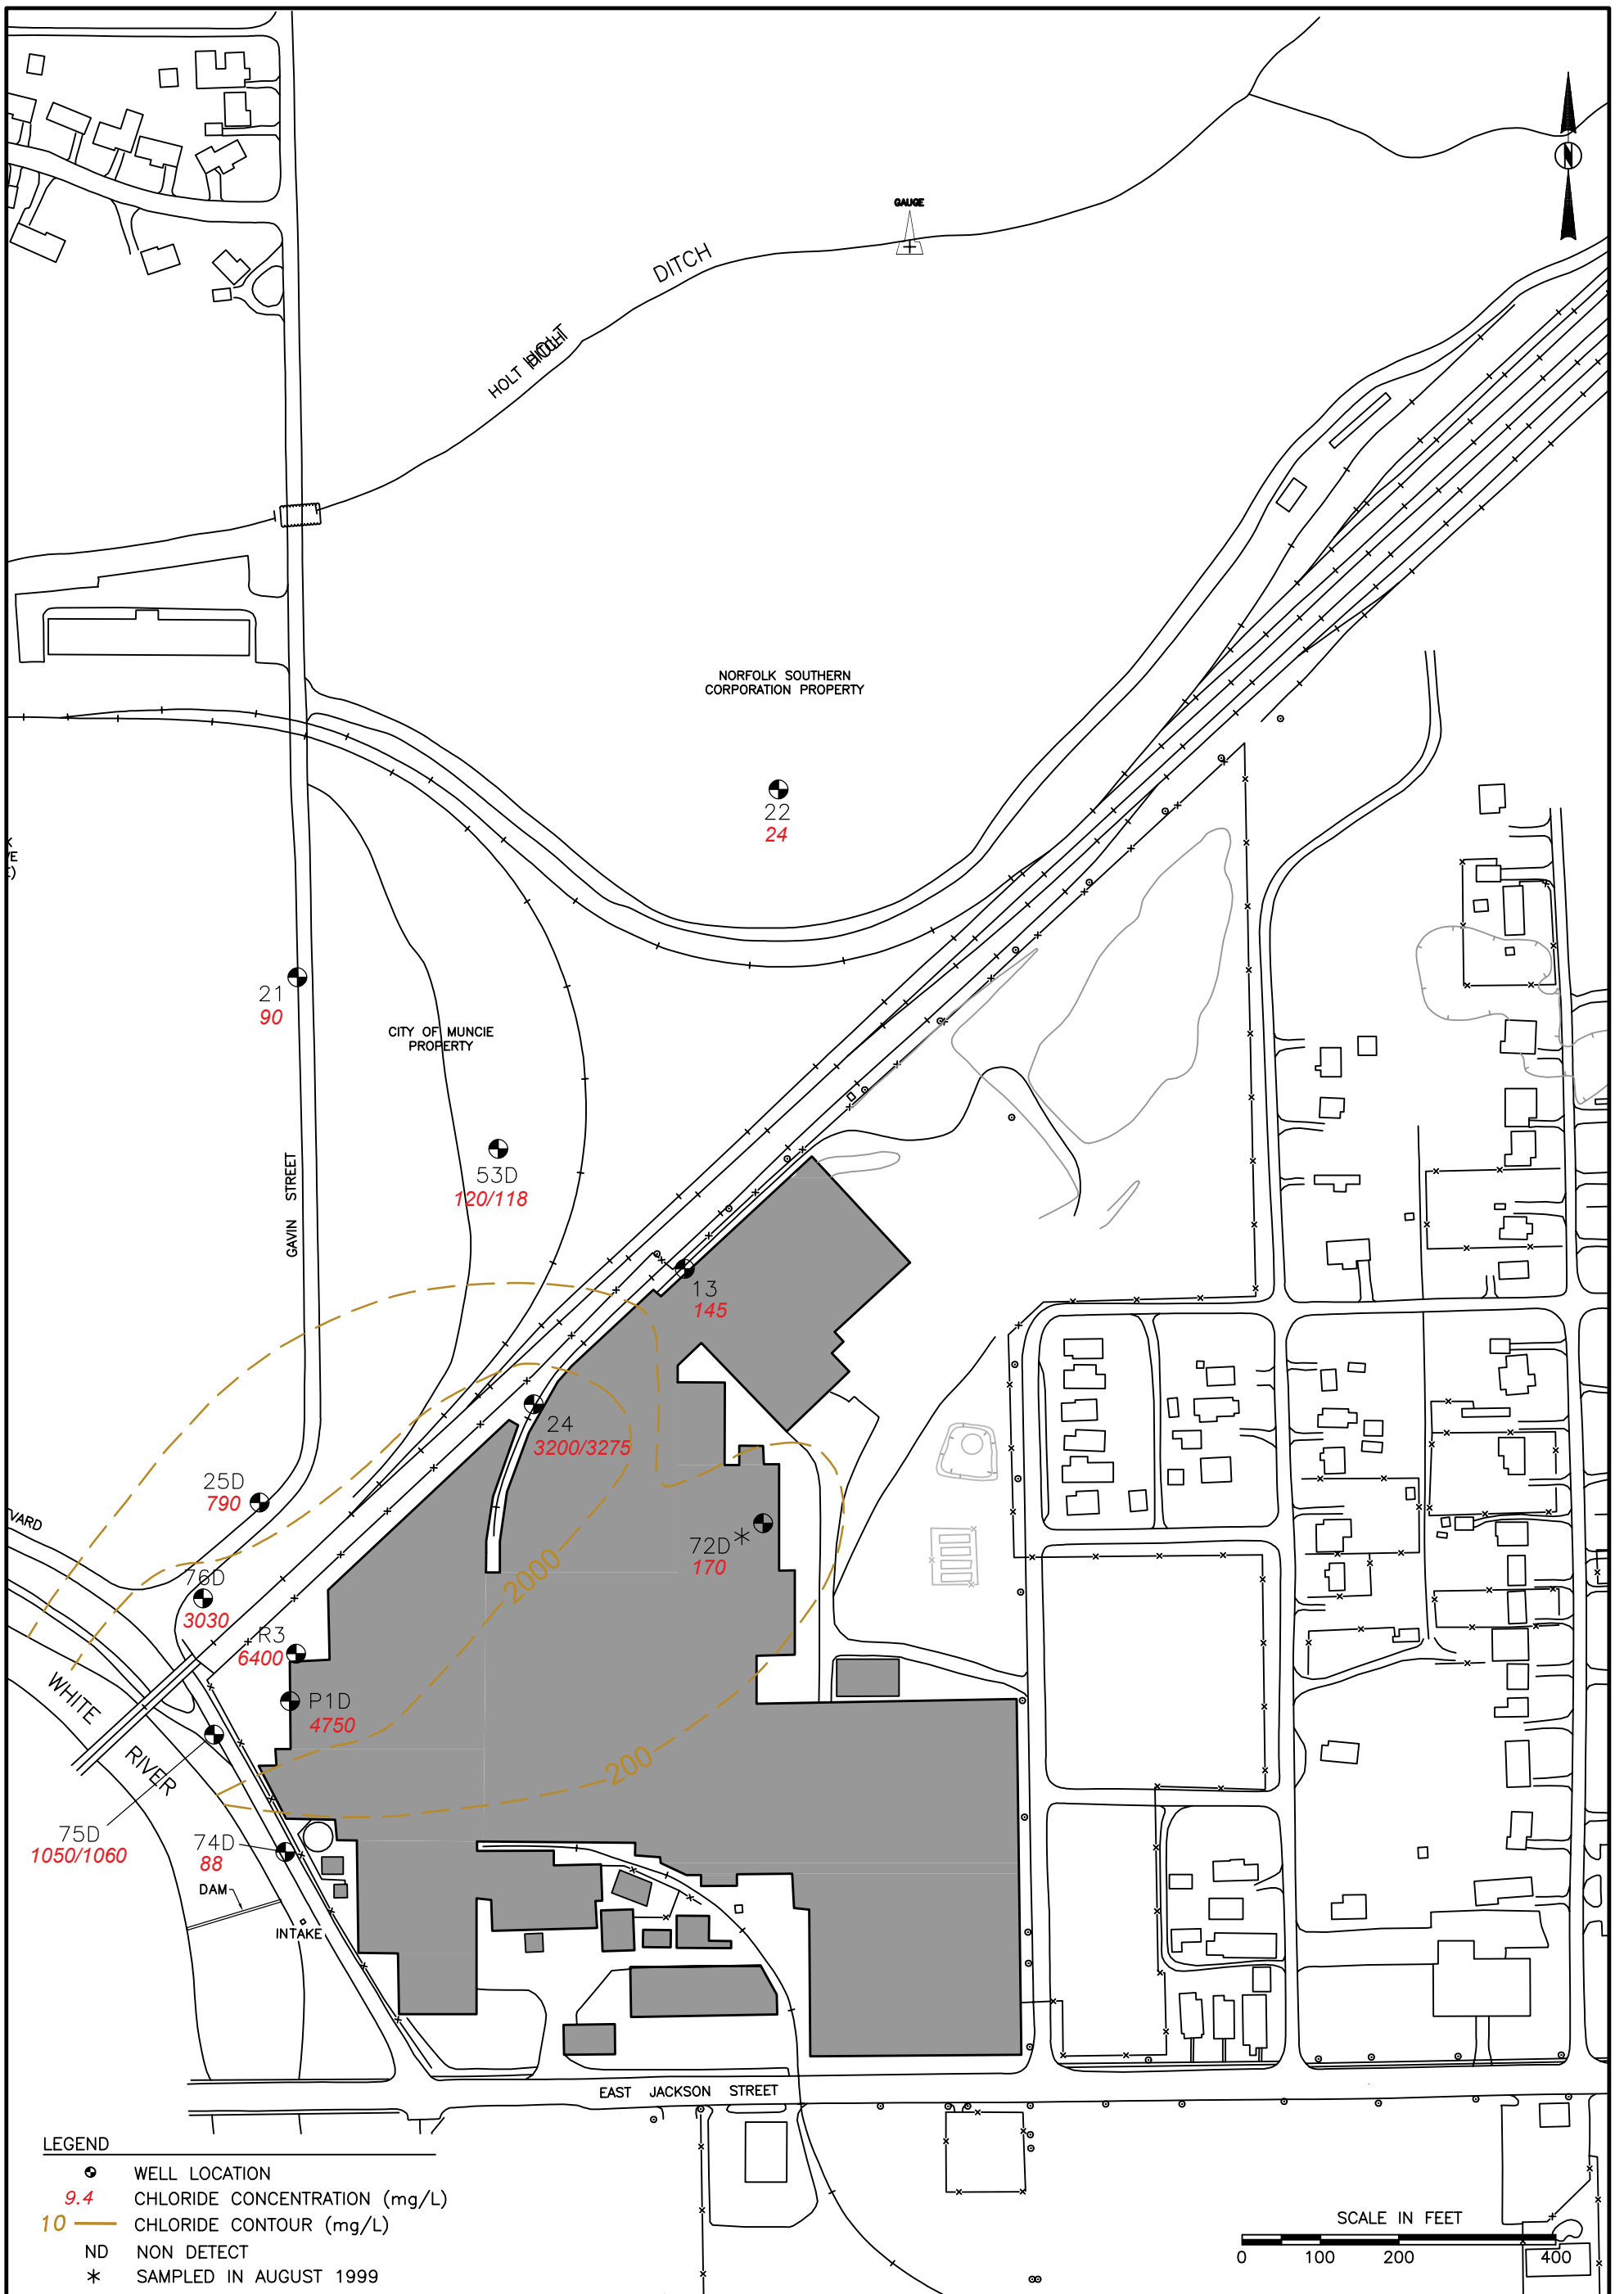 GAUGE
N
DITCH
HOLT
NORFOLK SOUTHERN
CORPORATION PROPERTY
22
24
21
90
CITY OF MUNCIE
PROPERTY
GAVIN STREET
53D
120/118
13
145
24
3200/3275
25D
790
72D*
170
2000
76D
3030
R3
6400
P1D
4750
WHITE
RIVER
200
75D
1050/1060
74D
88
DAM
INTAKE
EAST JACKSON STREET
LEGEND
WELL LOCATION
9.4 CHLORIDE CONCENTRATION (mg/L)
10 CHLORIDE CONTOUR (mg/L)
ND NON DETECT
* SAMPLED IN AUGUST 1999
SCALE IN FEET
0 100 200 400